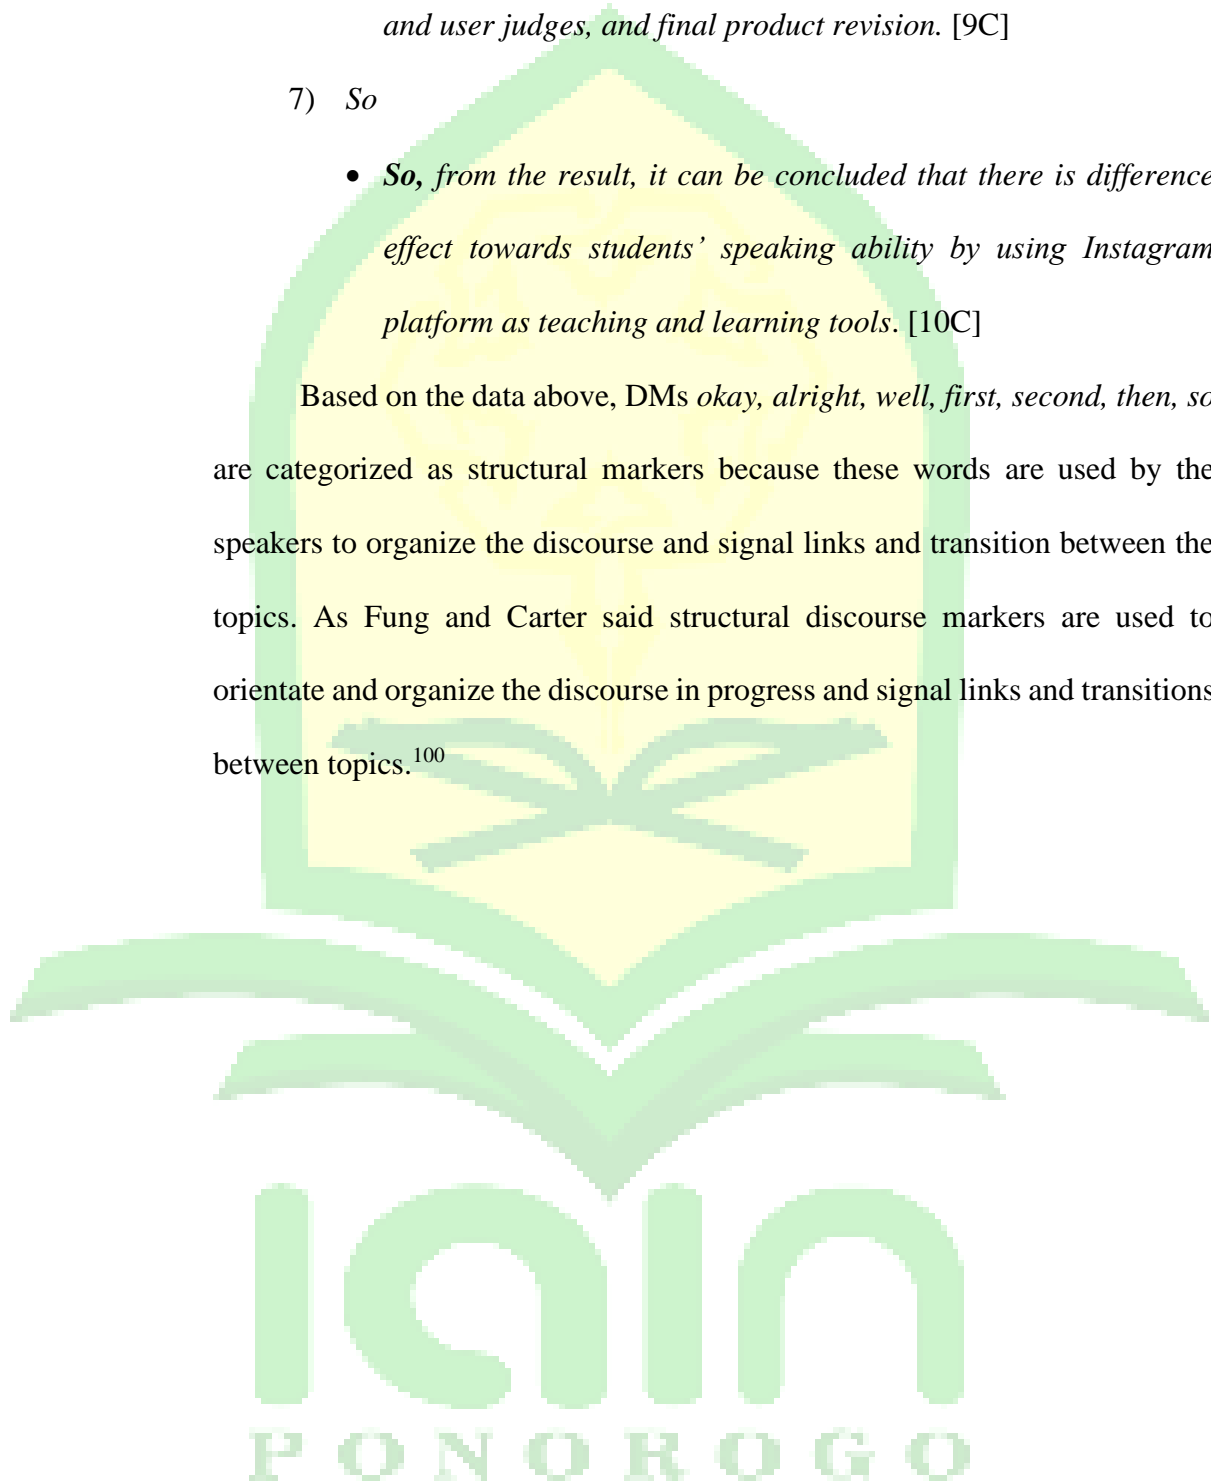 and user judges, and final product revision. [9C]
7) So
• So, from the result, it can be concluded that there is difference
effect towards students’ speaking ability by using Instagram
platform as teaching and learning tools. [10C]
Based on the data above, DMs okay, alright, well, first, second, then, so
are categorized as structural markers because these words are used by the
speakers to organize the discourse and signal links and transition between the
topics. As Fung and Carter said structural discourse markers are used to
orientate and organize the discourse in progress and signal links and transitions
between topics.100
iain
PONOROGO